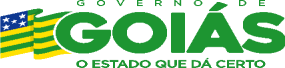 GOVERNO DE
GOIÁS
O ESTADO QUE DÁ CERTO